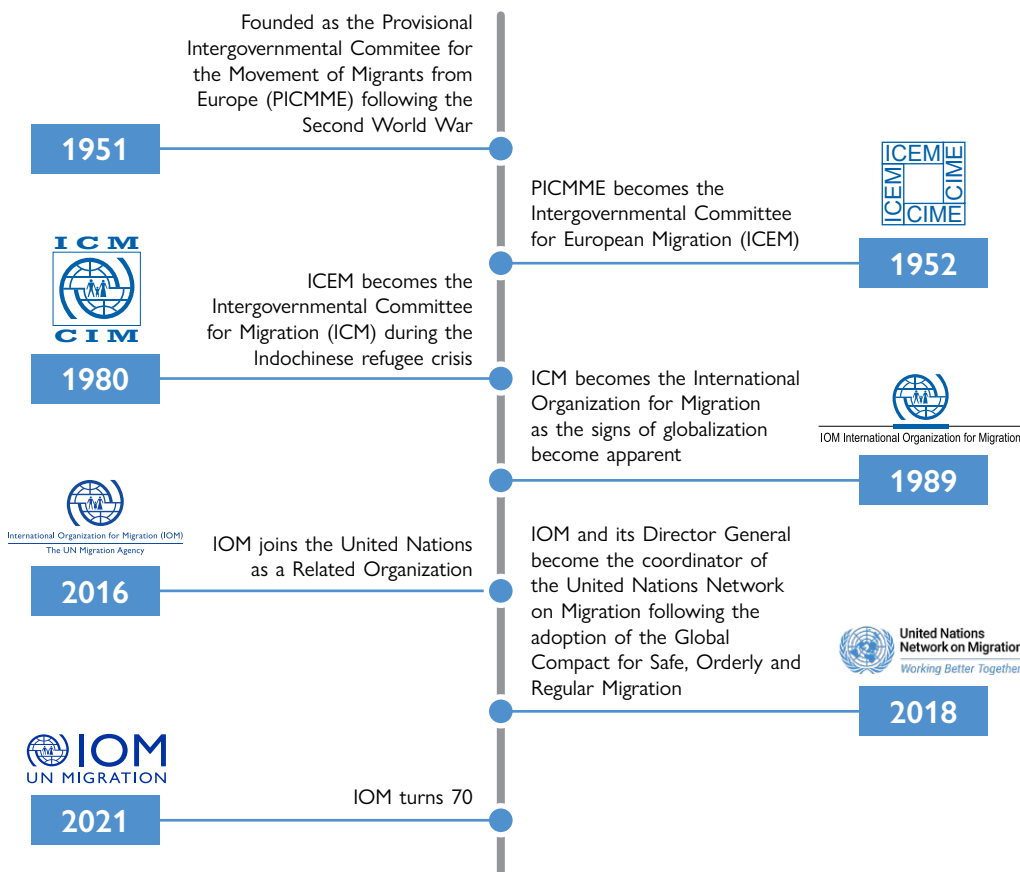 Founded as the Provisional
Intergovernmental Commitee for
the Movement of Migrants from
Europe (PICMME) following the
Second World War
1951
PICMME becomes the
Intergovernmental Committee
for European Migration (ICEM)
ICEM
ICEM
CIME
CIME
1952
ICM
CIM
ICEM becomes the
Intergovernmental Committee
for Migration (ICM) during the
Indochinese refugee crisis
1980
ICM becomes the International
Organization for Migration
as the signs of globalization
become apparent
IOM International Organization for Migration
1989
International Organization for Migration (IOM)
The UN Migration Agency
IOM joins the United Nations
as a Related Organization
2016
IOM and its Director General
become the coordinator of
the United Nations Network
on Migration following the
adoption of the Global
Compact for Safe, Orderly and
Regular Migration
United Nations
Network on Migration
Working Better Together
2018
IOM
UN MIGRATION
IOM turns 70
2021